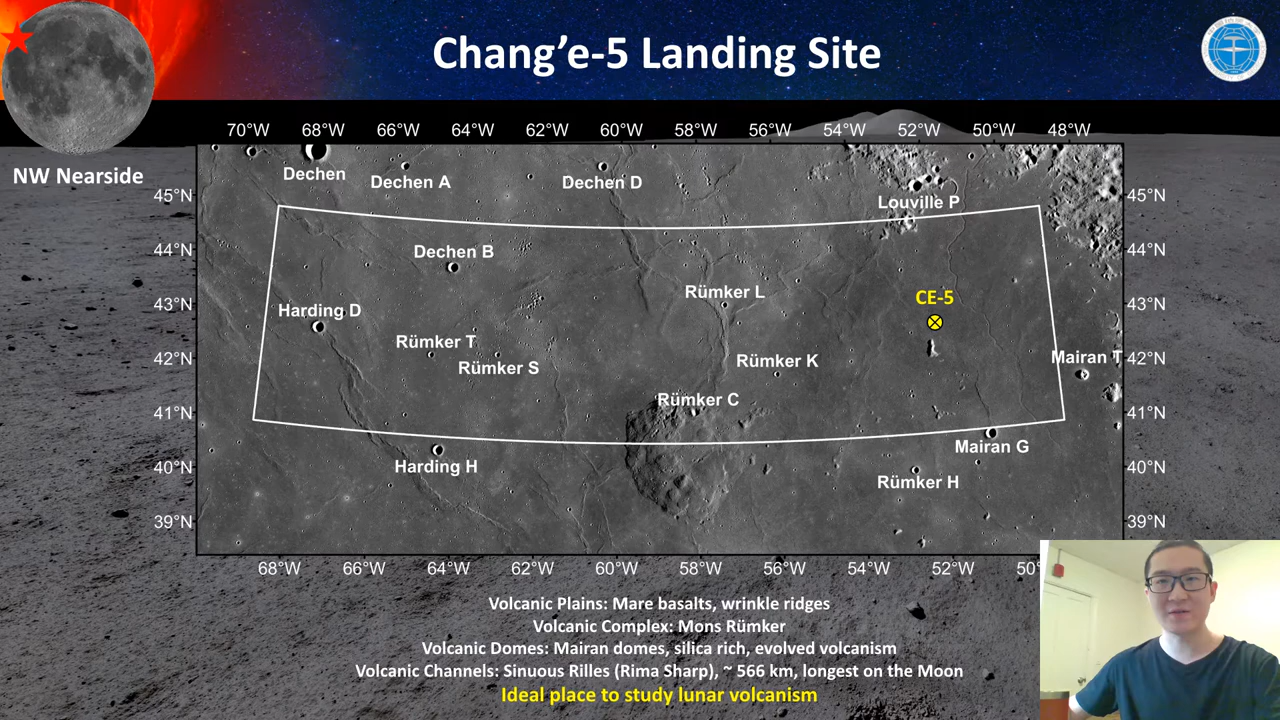 Chang’e-5 Landing Site
70°W 68°W 66°W 64°W 62°W 60°W 58°W 56°W 54°W 52°W 50°W 48°W
NW Nearside
Dechen
Dechen A
Dechen D
45°N
Louville P
45°N
44°N
Dechen B
44°N
Rümker L
43°N
Harding D
CE-5
43°N
Rümker T
42°N
Rümker S
Rümker K
Mairan T
42°N
Rümker C
41°N
41°N
Mairan G
40°N
Harding H
Rümker H
40°N
39°N
39°N
68°W 66°W 64°W 62°W 60°W 58°W 56°W 54°W 52°W
Volcanic Plains: Mare basalts, wrinkle ridges
Volcanic Complex: Mons Rümker
Volcanic Domes: Mairan domes, silica rich, evolved volcanism
Volcanic Channels: Sinuous Rilles (Rima Sharp), ~ 566 km, longest on the Moon
Ideal place to study lunar volcanism